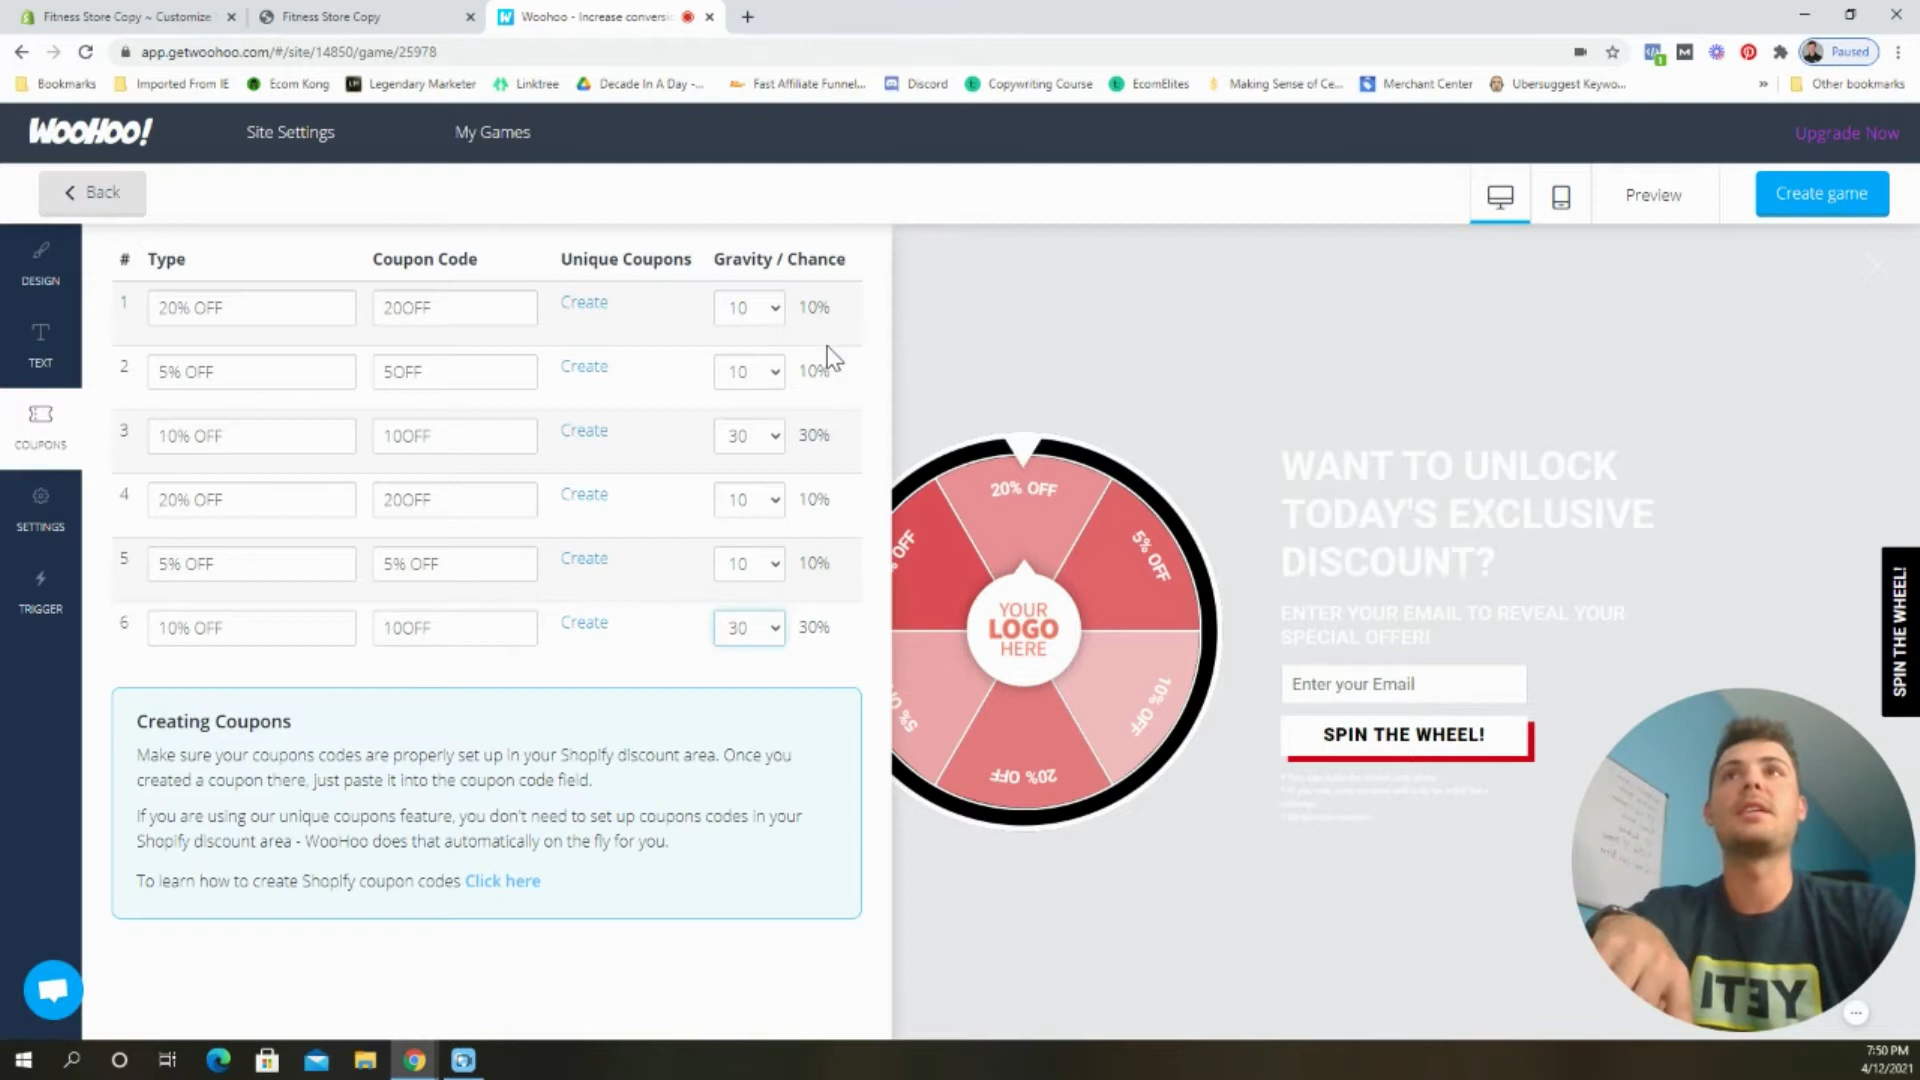 Fitness Store Copy ~ Customize
Fitness Store Copy
Woohoo - Increase conversi
app.getwoohoo.com/#/site/14850/game/25978
Paused
Bookmarks
Imported From IE
Ecom Kong
Legendary Marketer
Linktree
Decade In A Day -...
Fast Affiliate Funnel...
Discord
Copywriting Course
EcomElites
Making Sense of Ce...
Merchant Center
Ubersuggest Keywo...
»
Other bookmarks
WOOHOO!
Site Settings
My Games
Upgrade Now
Back
Preview
Create game
DESIGN
TEXT
COUPONS
SETTINGS
TRIGGER
# Type Coupon Code Unique Coupons Gravity / Chance
1 20% OFF 20OFF Create 10 10%
2 5% OFF 5OFF Create 10 10%
3 10% OFF 10OFF Create 30 30%
4 20% OFF 20OFF Create 10 10%
5 5% OFF 5% OFF Create 10 10%
6 10% OFF 10OFF Create 30 30%
Creating Coupons
Make sure your coupons codes are properly set up in your Shopify discount area. Once you
created a coupon there, just paste it into the coupon code field.
If you are using our unique coupons feature, you don't need to set up coupons codes in your
Shopify discount area - WooHoo does that automatically on the fly for you.
To learn how to create Shopify coupon codes Click here
20% OFF
5% OFF
10% OFF
20% OFF
5% O
OFF
YOUR
LOGO
HERE
WANT TO UNLOCK
TODAY'S EXCLUSIVE
DISCOUNT?
ENTER YOUR EMAIL TO REVEAL YOUR
SPECIAL OFFER!
Enter your Email
SPIN THE WHEEL!
SPIN THE WHEEL!
YETI
7:50 PM
4/12/2021